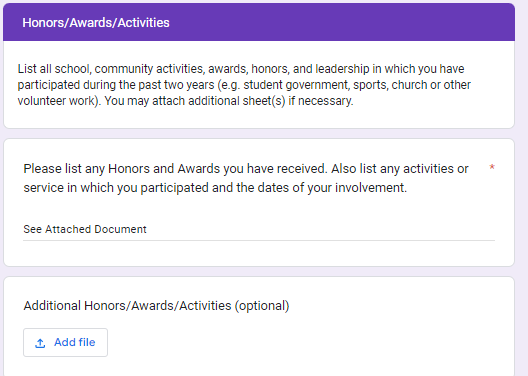 Honors/Awards/Activities
List all school, community activities, awards, honors, and leadership in which you have
participated during the past two years (e.g. student government, sports, church or other
volunteer work). You may attach additional sheet(s) if necessary.
Please list any Honors and Awards you have received. Also list any activities or *
service in which you participated and the dates of your involvement.
See Attached Document
Additional Honors/Awards/Activities (optional)
Add file